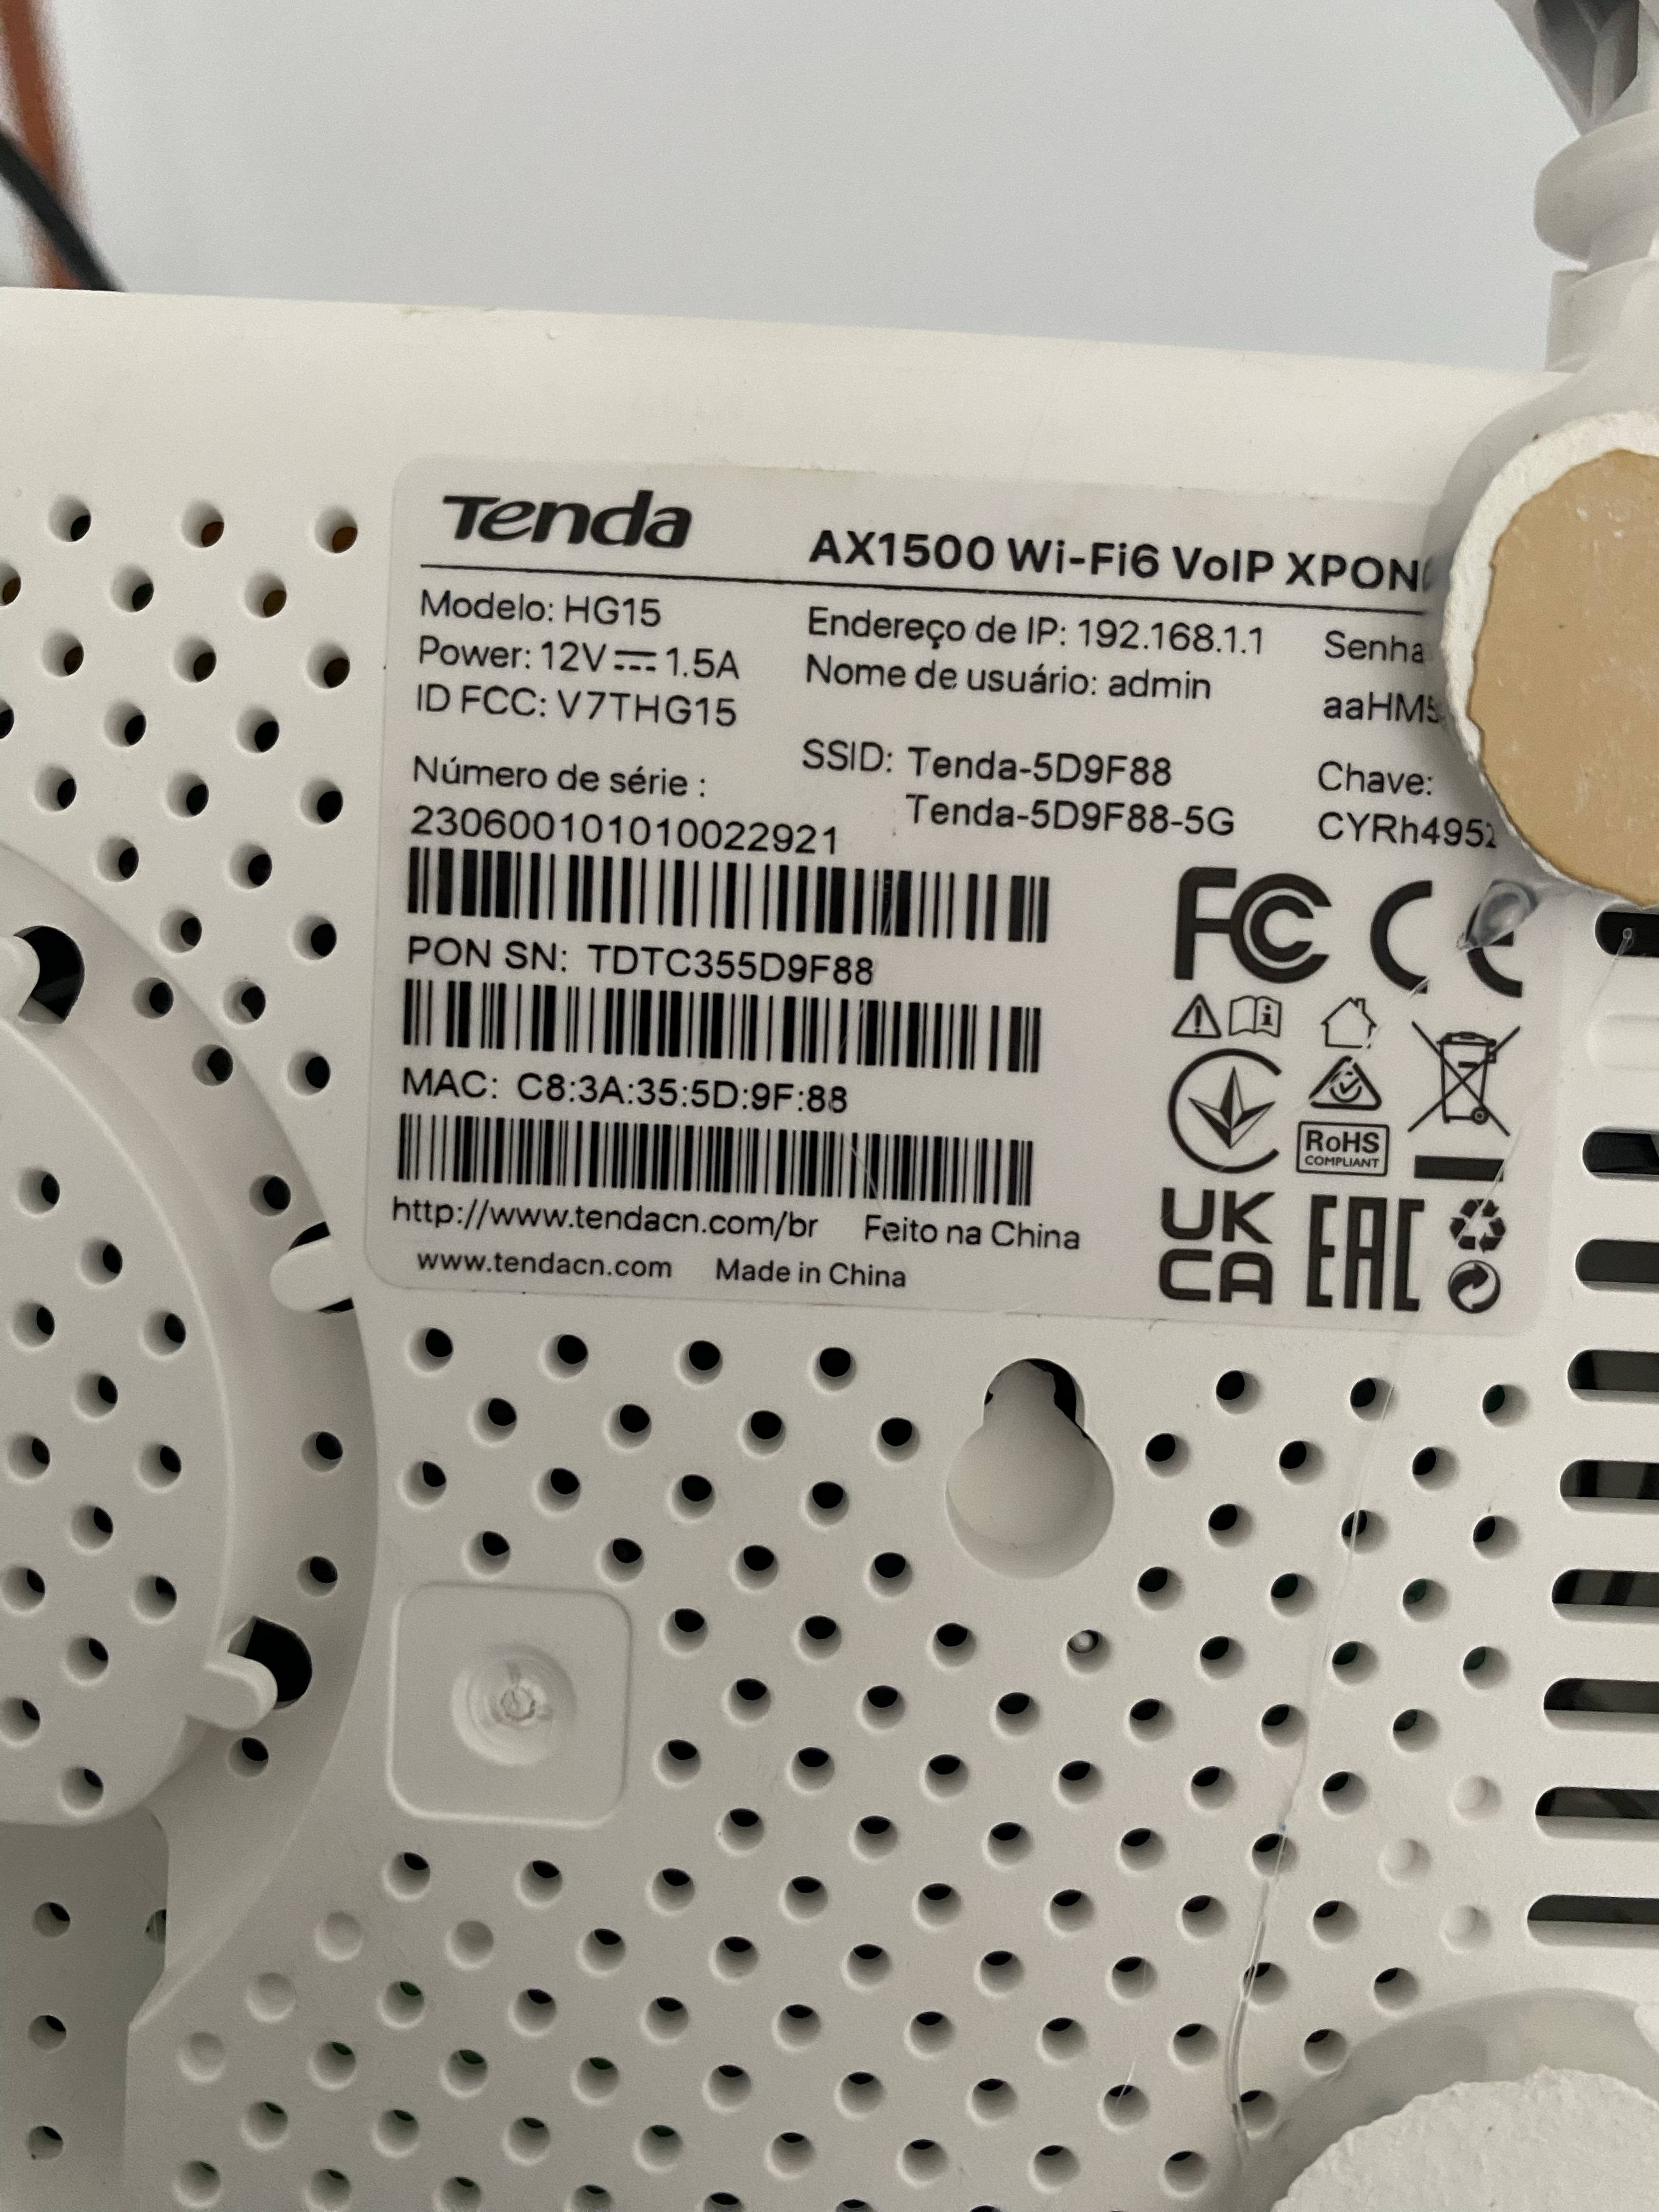 Tenda
AX1500 Wi-Fi6 VoIP XPON
Modelo: HG15
Power: 12V⎓1.5A
ID FCC: V7THG15
Endereço de IP: 192.168.1.1
Nome de usuário: admin
Senha
SSID: Tenda-5D9F88
Tenda-5D9F88-5G
Chave:
Número de série :
230600101010022921
PON SN: TDTC355D9F88
MAC: C8:3A:35:5D:9F:88
http://www.tendacn.com/br Feito na China
www.tendacn.com Made in China
FC CE
RoHS
COMPLIANT
UK
CA
EAC